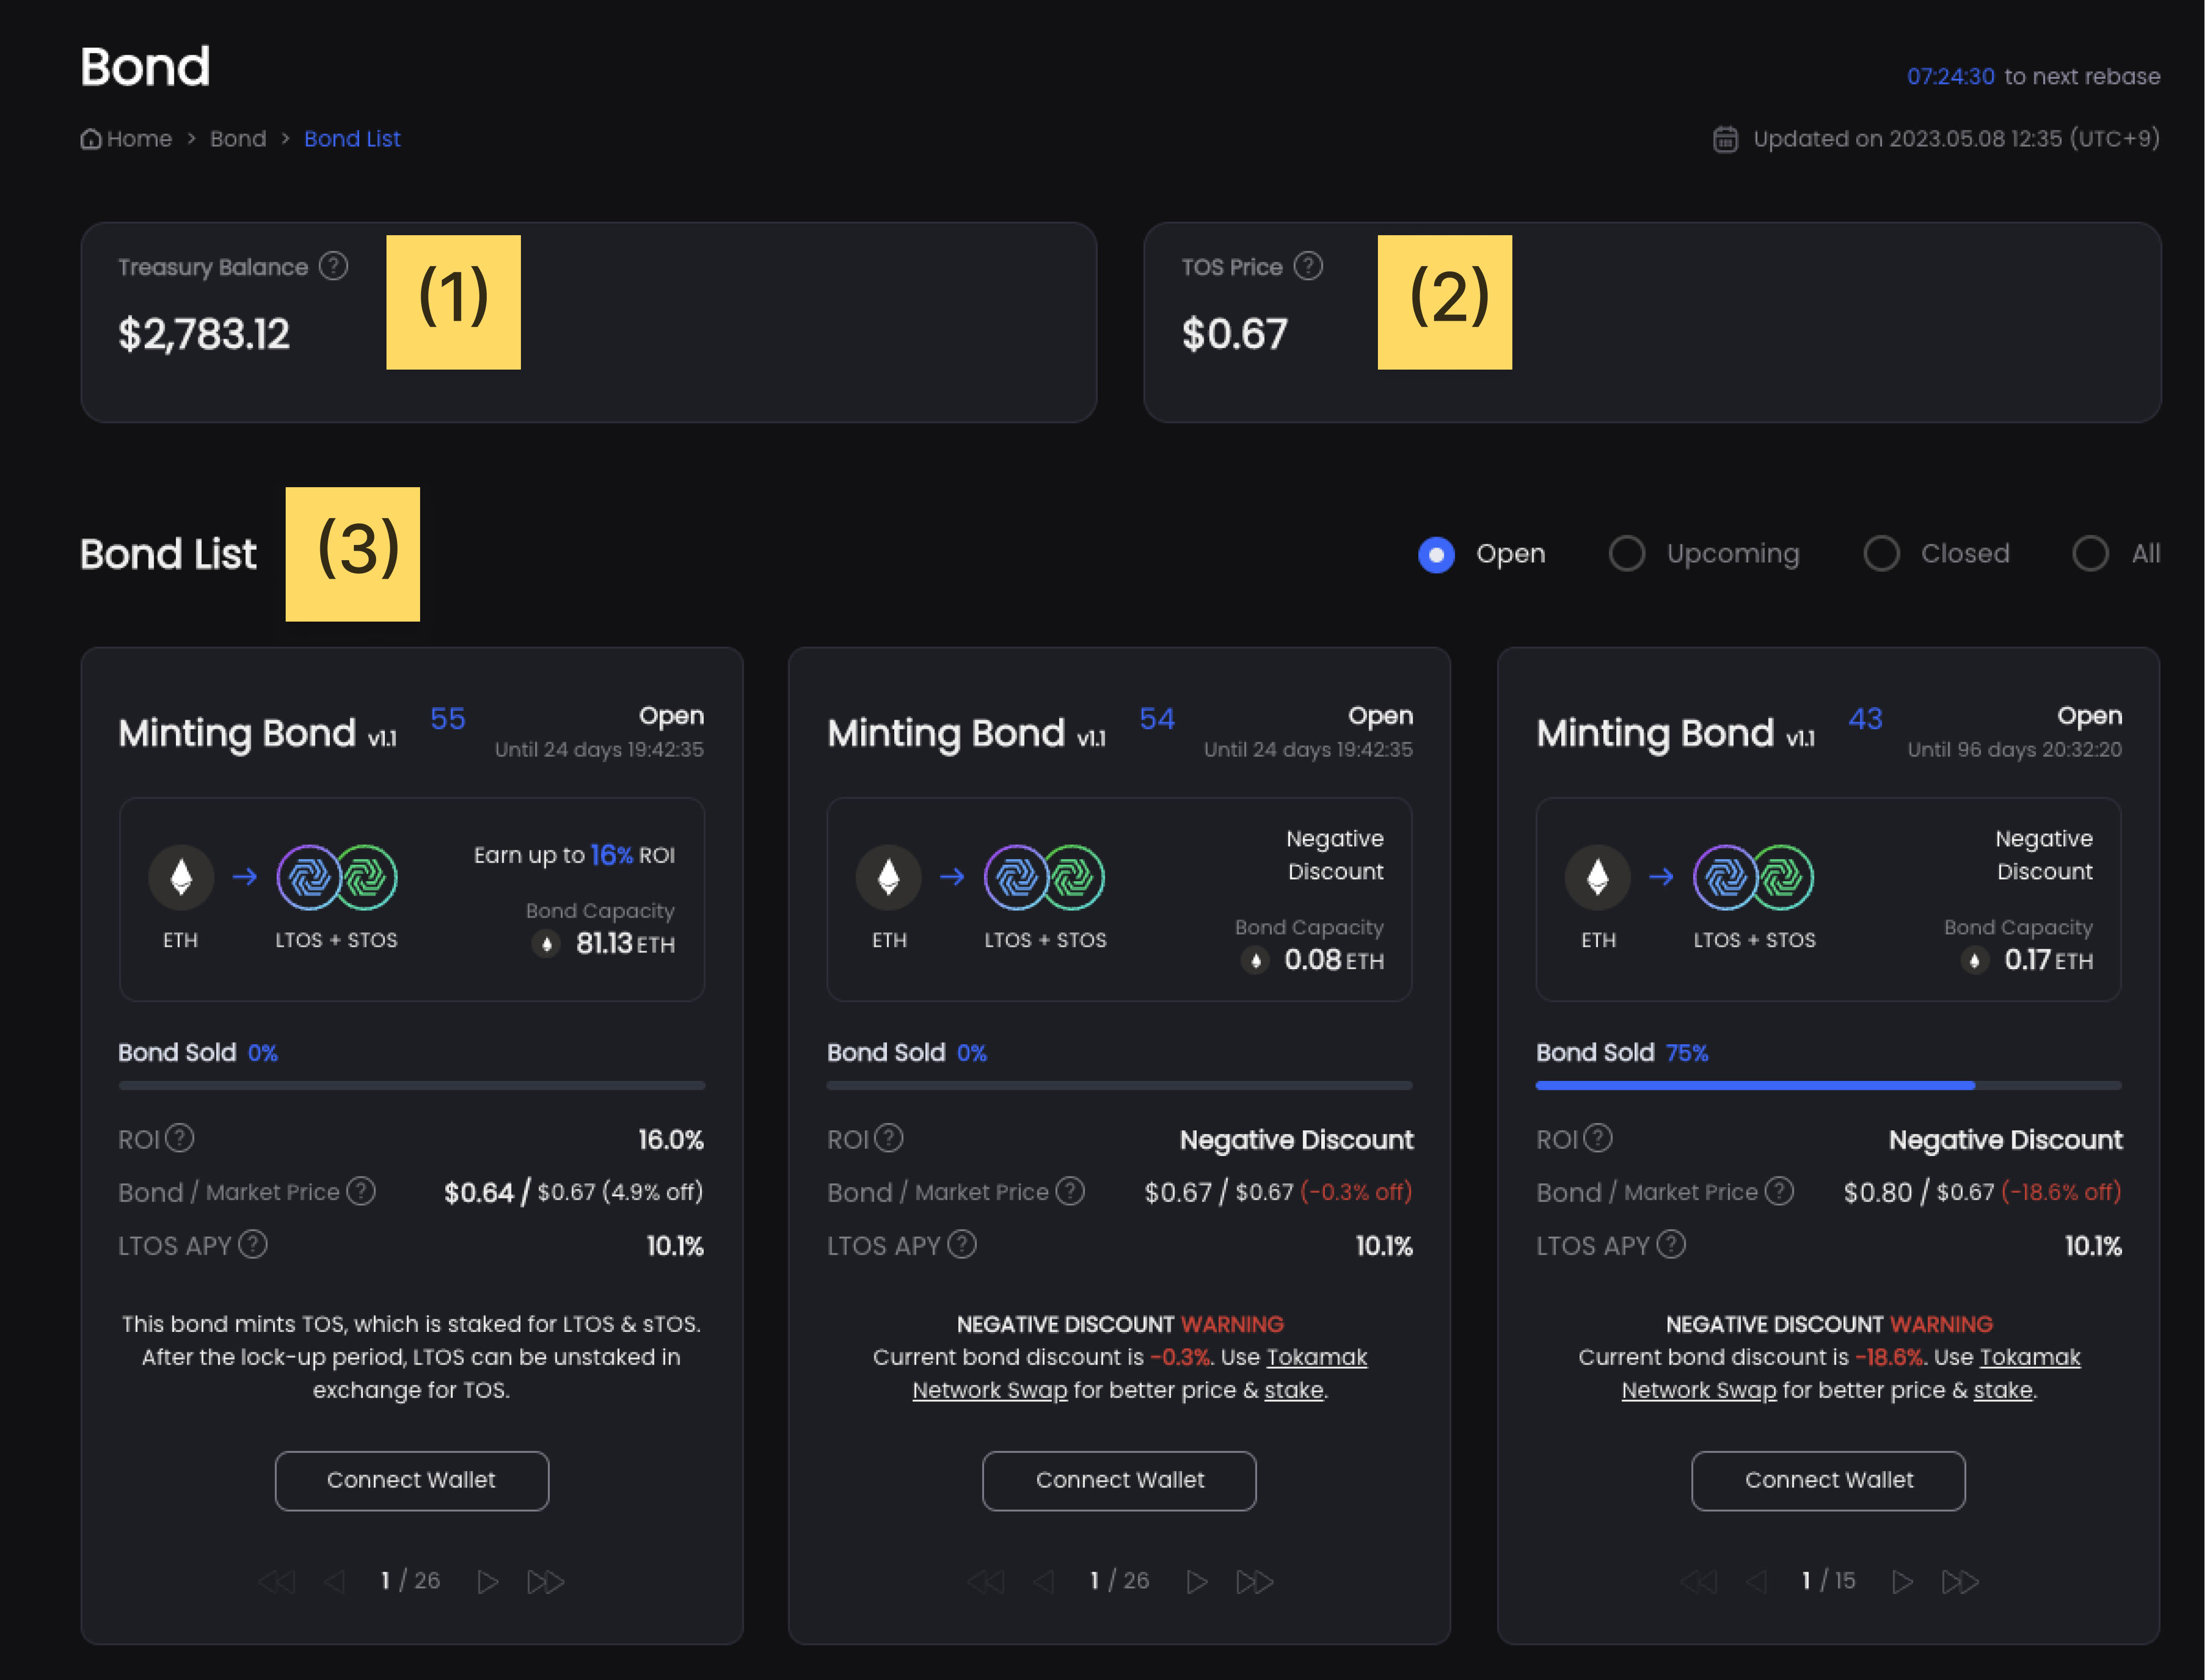 Bond
07:24:30 to next rebase
Home > Bond > Bond List
Updated on 2023.05.08 12:35 (UTC+9)
Treasury Balance ?
$2,783.12
(1)
TOS Price ?
$0.67
(2)
Bond List
(3)
Open Upcoming Closed All
Minting Bond v1.1 55
Open
Until 24 days 19:42:35
ETH
LTOS + STOS
Earn up to 16% ROI
Bond Capacity
81.13 ETH
Bond Sold 0%
ROI ? 16.0%
Bond / Market Price ? $0.64 / $0.67 (4.9% off)
LTOS APY ? 10.1%
This bond mints TOS, which is staked for LTOS & sTOS.
After the lock-up period, LTOS can be unstaked in
exchange for TOS.
Connect Wallet
1 / 26
Minting Bond v1.1 54
Open
Until 24 days 19:42:35
ETH
LTOS + STOS
Negative
Discount
Bond Capacity
0.08 ETH
Bond Sold 0%
ROI ? Negative Discount
Bond / Market Price ? $0.67 / $0.67 (-0.3% off)
LTOS APY ? 10.1%
NEGATIVE DISCOUNT WARNING
Current bond discount is -0.3%. Use Tokamak
Network Swap for better price & stake.
Connect Wallet
1 / 26
Minting Bond v1.1 43
Open
Until 96 days 20:32:20
ETH
LTOS + STOS
Negative
Discount
Bond Capacity
0.17 ETH
Bond Sold 75%
ROI ? Negative Discount
Bond / Market Price ? $0.80 / $0.67 (-18.6% off)
LTOS APY ? 10.1%
NEGATIVE DISCOUNT WARNING
Current bond discount is -18.6%. Use Tokamak
Network Swap for better price & stake.
Connect Wallet
1 / 15